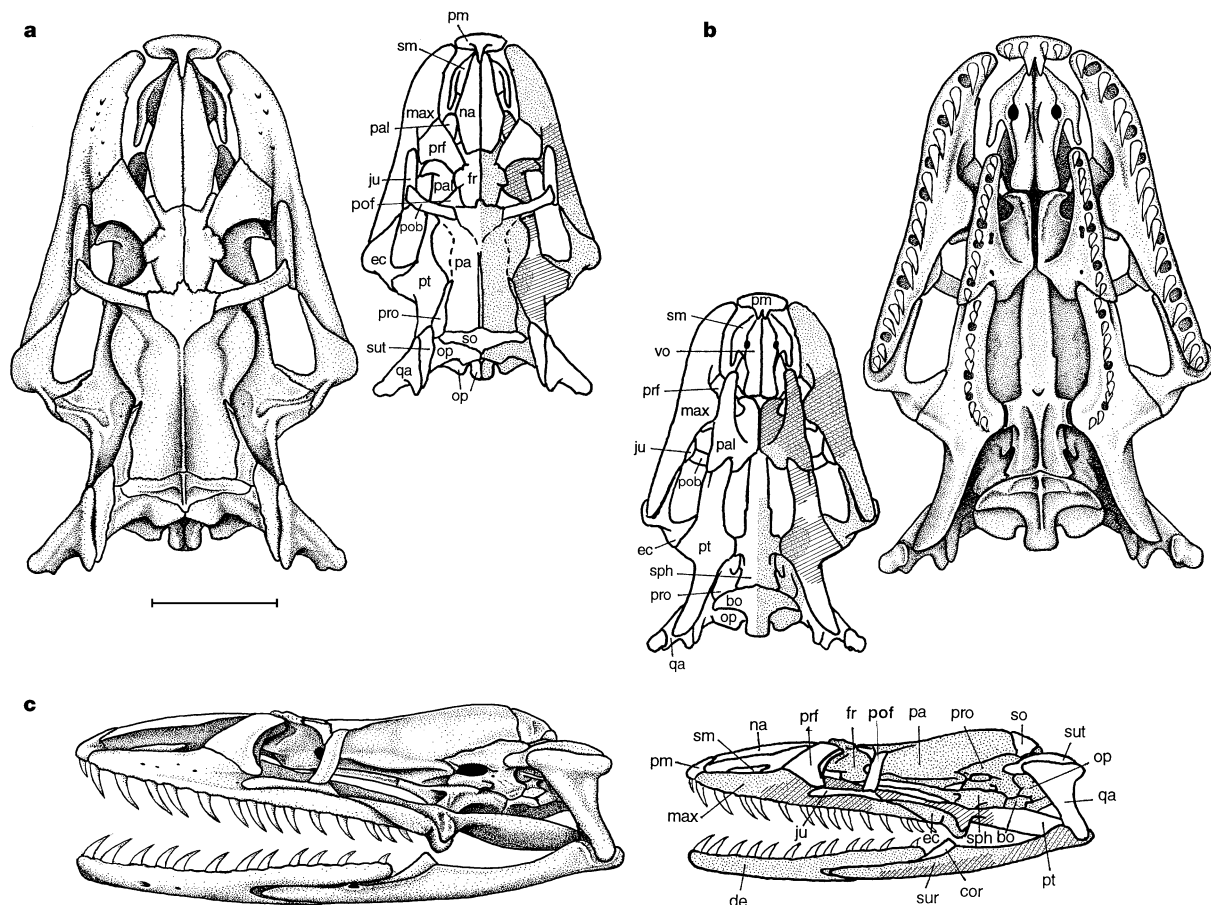 a
pm
sm
max
na
pal
prf
ju
pal
fr
pof
pob
ec
pa
pt
pro
so
sut
op
qa
op
b
pm
sm
vo
prf
max
ju
pal
pob
ec
pt
sph
pro
bo
op
qa
c
na
prf
fr
pof
pa
pro
so
sut
sm
pm
op
qa
max
ju
ec
sph
bo
pt
cor
sur
de